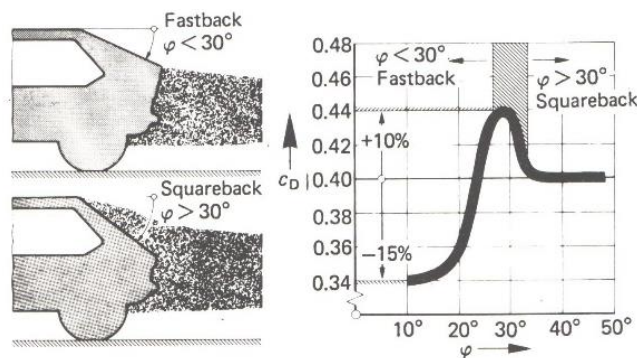 Fastback
φ < 30°
Squareback
φ > 30°
0.48
0.46
0.44
0.42
0.40
0.38
0.36
0.34
c_D
φ < 30°
Fastback
φ > 30°
Squareback
+10%
−15%
10° 20° 30° 40° 50°
φ